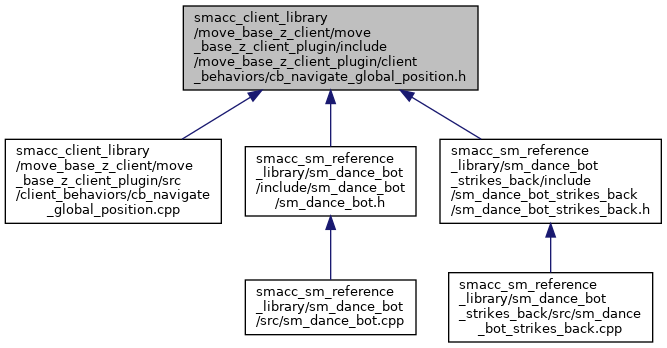 smacc_client_library
/move_base_z_client/move
_base_z_client_plugin/include
/move_base_z_client_plugin/client
_behaviors/cb_navigate_global_position.h
smacc_client_library
/move_base_z_client/move
_base_z_client_plugin/src
/client_behaviors/cb_navigate
_global_position.cpp
smacc_sm_reference
_library/sm_dance_bot
/include/sm_dance_bot
/sm_dance_bot.h
smacc_sm_reference
_library/sm_dance_bot
_strikes_back/include
/sm_dance_bot_strikes_back
/sm_dance_bot_strikes_back.h
smacc_sm_reference
_library/sm_dance_bot
/src/sm_dance_bot.cpp
smacc_sm_reference
_library/sm_dance_bot
_strikes_back/src/sm_dance
_bot_strikes_back.cpp